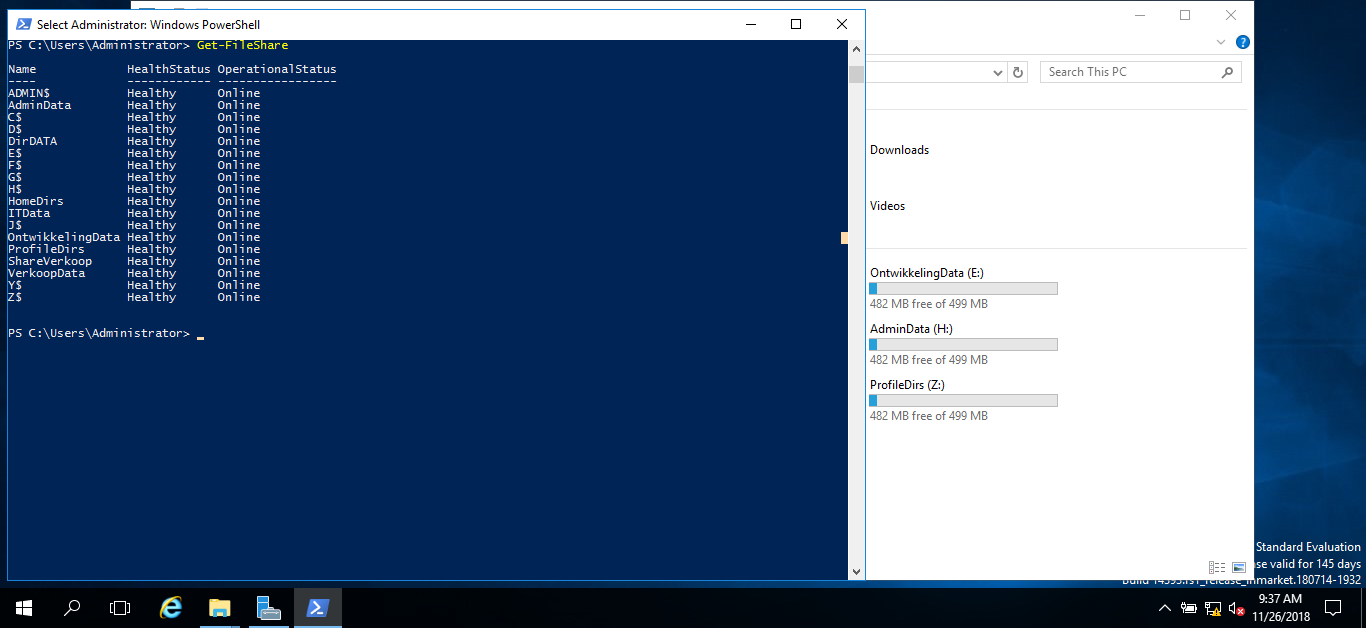 Select Administrator: Windows PowerShell
PS C:\Users\Administrator> Get-FileShare
Name HealthStatus OperationalStatus
---- ------------ -----------------
ADMIN$ Healthy Online
AdminData Healthy Online
C$ Healthy Online
D$ Healthy Online
DirDATA Healthy Online
E$ Healthy Online
F$ Healthy Online
G$ Healthy Online
H$ Healthy Online
HomeDirs Healthy Online
ITData Healthy Online
J$ Healthy Online
OntwikkelingData Healthy Online
ProfileDirs Healthy Online
ShareVerkoop Healthy Online
VerkoopData Healthy Online
Y$ Healthy Online
Z$ Healthy Online
PS C:\Users\Administrator> _
Search This PC
Downloads
Videos
OntwikkelingData (E:)
482 MB free of 499 MB
AdminData (H:)
482 MB free of 499 MB
ProfileDirs (Z:)
482 MB free of 499 MB
Standard Evaluation
se valid for 145 days
Build 14393.rs1_release_inmarket.180714-1932
9:37 AM
11/26/2018